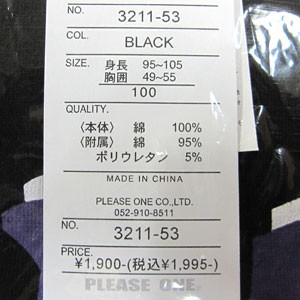 NO. 3211-53
COL. BLACK
SIZE. 身長 95~105
胸囲 49~55
100
QUALITY.
〈本体〉 綿 100%
〈附属〉 綿 95%
ポリウレタン 5%
MADE IN CHINA
PLEASE ONE CO.,LTD.
052-910-8511
NO. 3211-53
PRICE.
¥1,900-(税込¥1,995-)
PLEASE ONE.